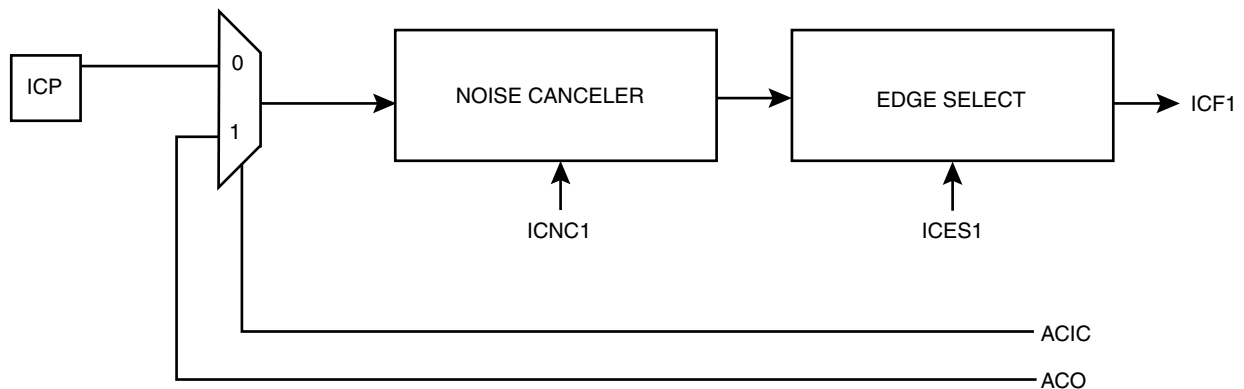 ICP
0
1
NOISE CANCELER
EDGE SELECT
ICF1
ICNC1
ICES1
ACIC
ACO